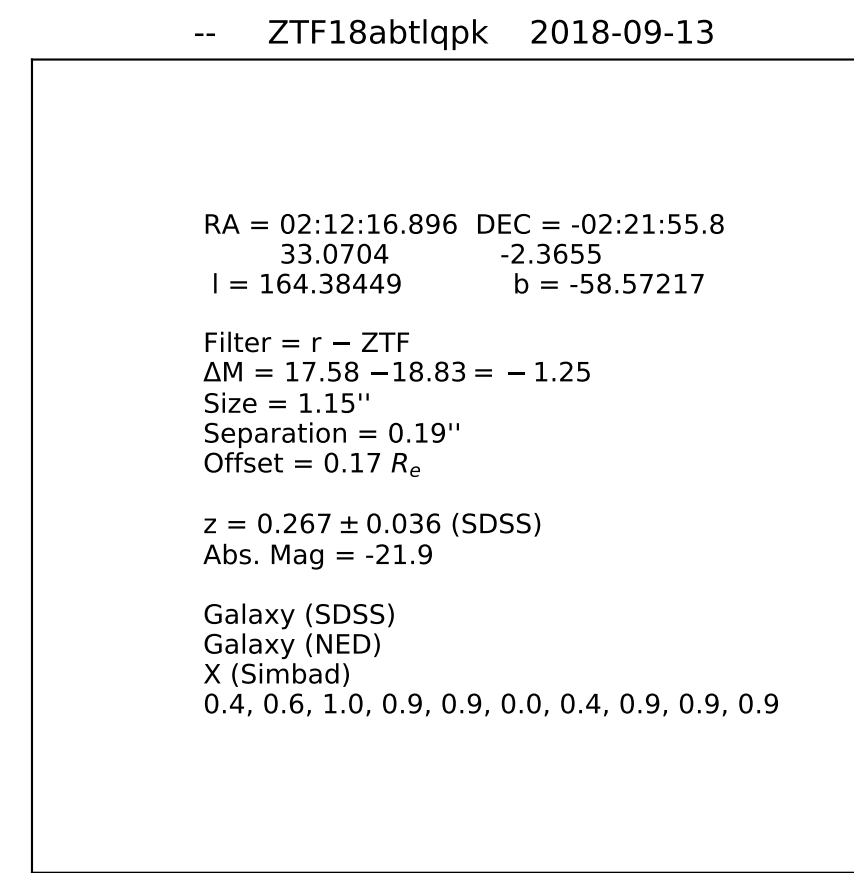 -- ZTF18abtlqpk 2018-09-13
RA = 02:12:16.896 DEC = -02:21:55.8
33.0704 -2.3655
l = 164.38449 b = -58.57217
Filter = r − ZTF
ΔM = 17.58 −18.83 = − 1.25
Size = 1.15''
Separation = 0.19''
Offset = 0.17 Re
z = 0.267 ± 0.036 (SDSS)
Abs. Mag = -21.9
Galaxy (SDSS)
Galaxy (NED)
X (Simbad)
0.4, 0.6, 1.0, 0.9, 0.9, 0.0, 0.4, 0.9, 0.9, 0.9